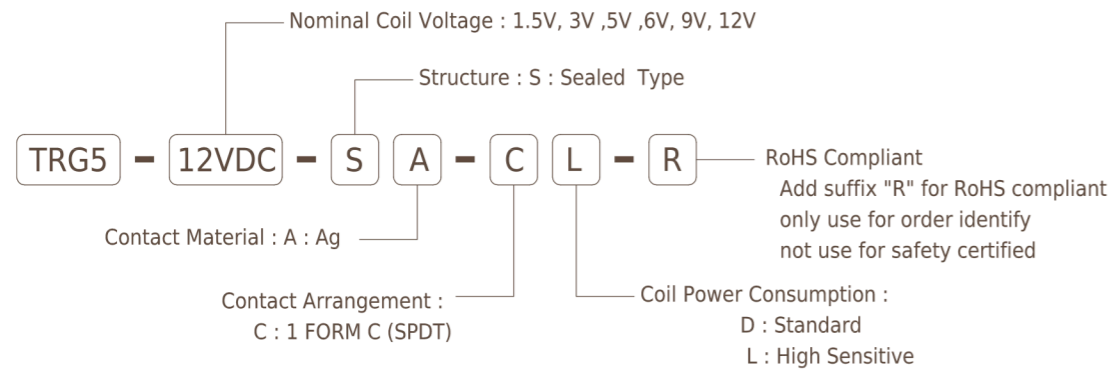 Nominal Coil Voltage : 1.5V, 3V ,5V ,6V, 9V, 12V
Structure : S : Sealed Type
TRG5 - 12VDC - S A - C L - R
RoHS Compliant
Add suffix "R" for RoHS compliant
only use for order identify
not use for safety certified
Contact Material : A : Ag
Contact Arrangement :
C : 1 FORM C (SPDT)
Coil Power Consumption :
D : Standard
L : High Sensitive